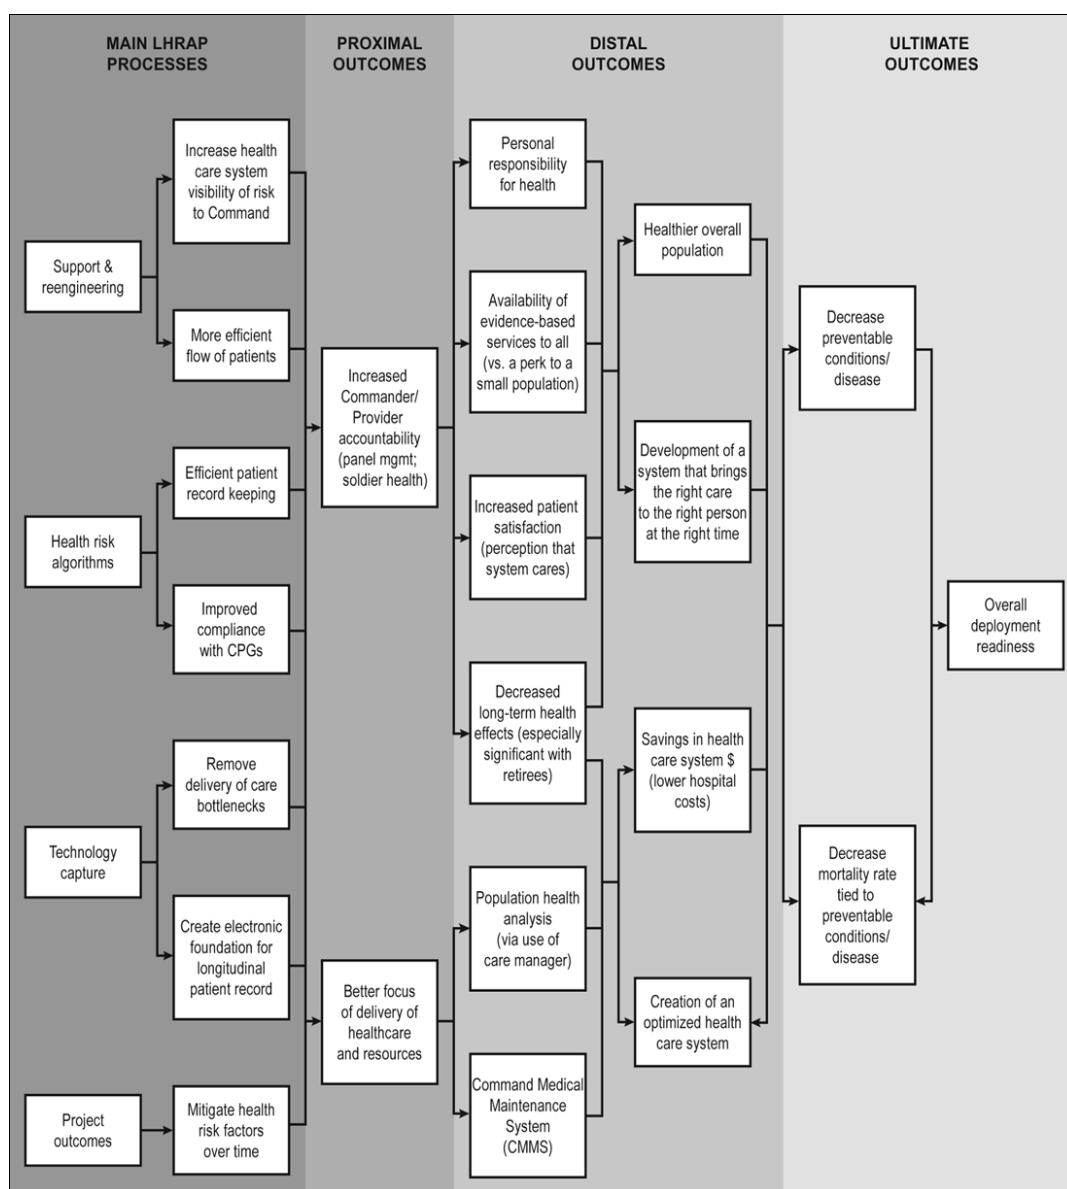 MAIN LHRAP
PROCESSES
PROXIMAL
OUTCOMES
DISTAL
OUTCOMES
ULTIMATE
OUTCOMES
Support &
reengineering
Increase health
care system
visibility of risk
to Command
More efficient
flow of patients
Health risk
algorithms
Efficient patient
record keeping
Improved
compliance
with CPGs
Technology
capture
Remove
delivery of care
bottlenecks
Create electronic
foundation for
longitudinal
patient record
Project
outcomes
Mitigate health
risk factors
over time
Increased
Commander/
Provider
accountability
(panel mgmt;
soldier health)
Better focus
of delivery of
healthcare
and resources
Personal
responsibility
for health
Availability of
evidence-based
services to all
(vs. a perk to a
small population)
Increased patient
satisfaction
(perception that
system cares)
Decreased
long-term health
effects (especially
significant with
retirees)
Population health
analysis
(via use of
care manager)
Command Medical
Maintenance
System
(CMMS)
Healthier overall
population
Development of a
system that brings
the right care
to the right person
at the right time
Savings in health
care system $
(lower hospital
costs)
Creation of an
optimized health
care system
Decrease
preventable
conditions/
disease
Decrease
mortality rate
tied to
preventable
conditions/
disease
Overall
deployment
readiness